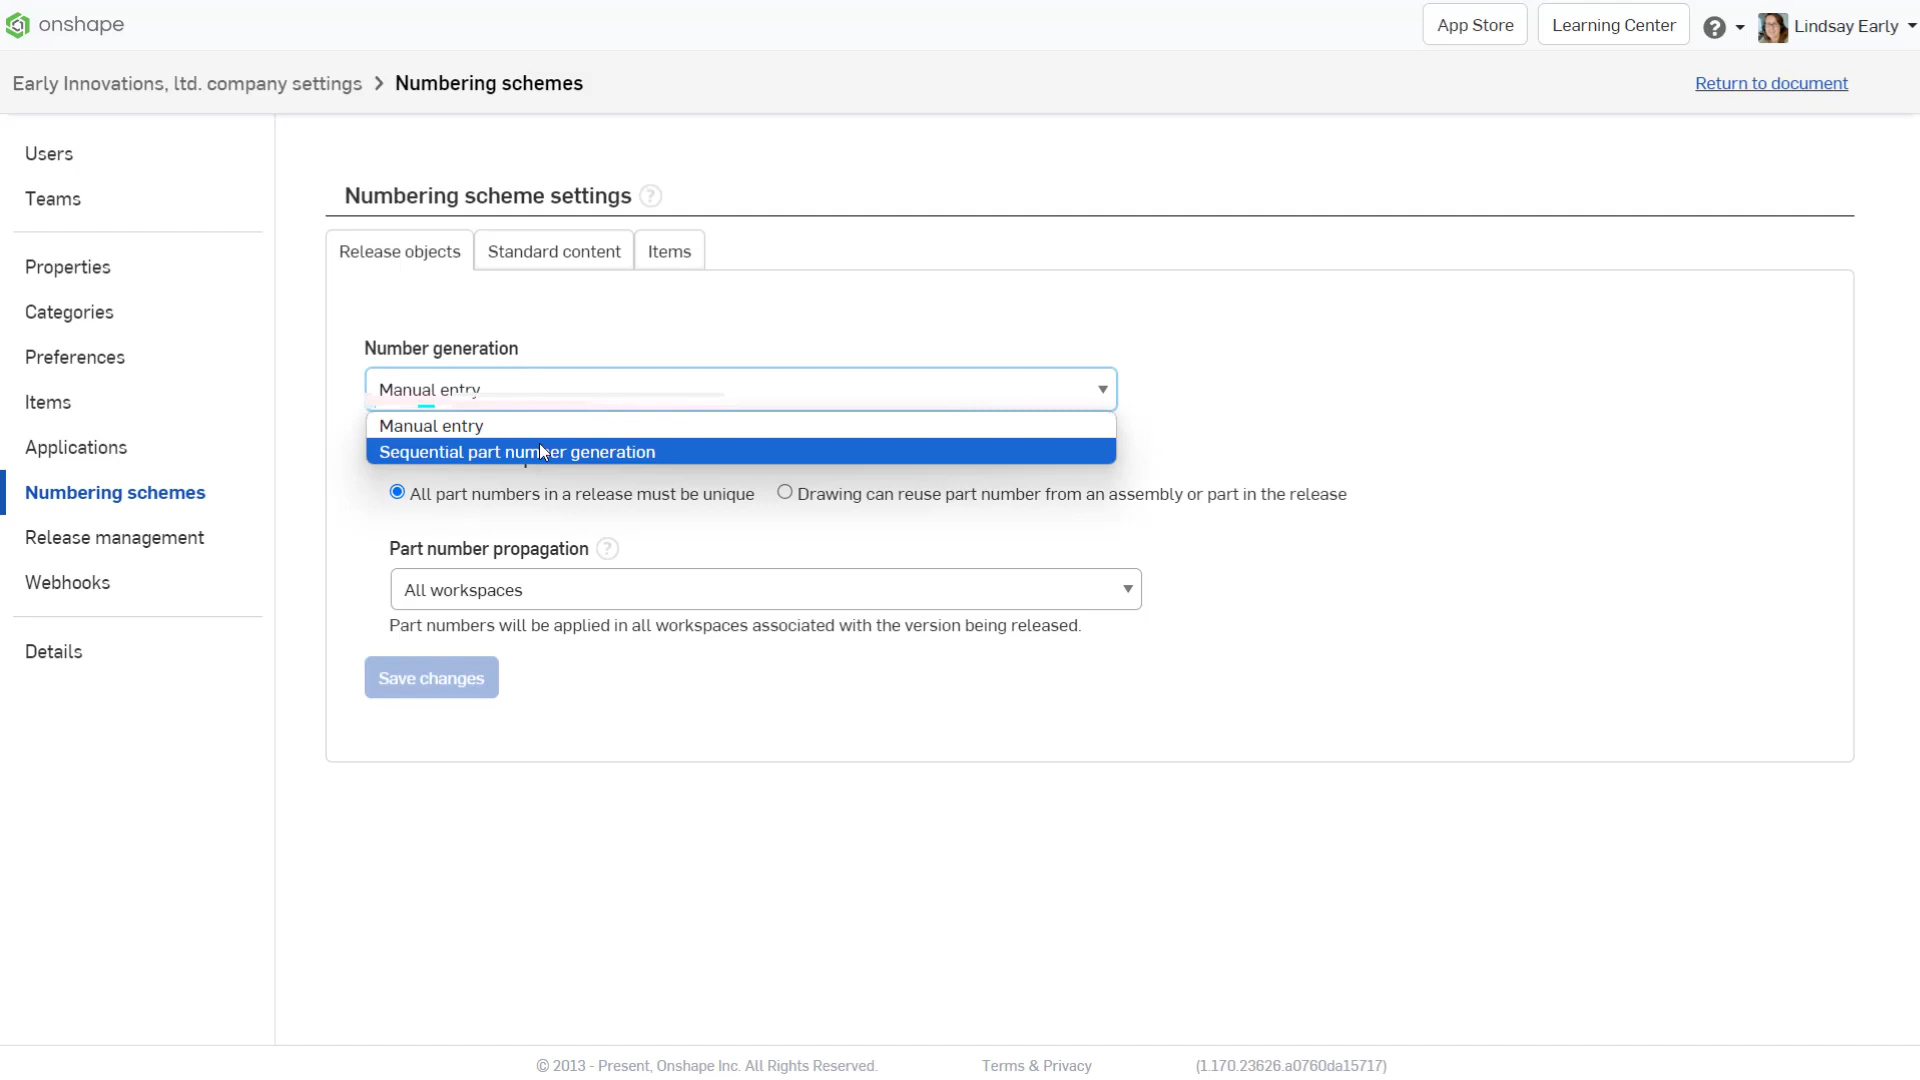 onshape
App Store
Learning Center
Lindsay Early
Early Innovations, ltd. company settings > Numbering schemes
Return to document
Users
Teams
Properties
Categories
Preferences
Items
Applications
Numbering schemes
Release management
Webhooks
Details
Numbering scheme settings ?
Release objects
Standard content
Items
Number generation
Manual entry
Manual entry
Sequential part number generation
All part numbers in a release must be unique
Drawing can reuse part number from an assembly or part in the release
Part number propagation ?
All workspaces
Part numbers will be applied in all workspaces associated with the version being released.
Save changes
© 2013 - Present, Onshape Inc. All Rights Reserved.
Terms & Privacy
(1.170.23626.a0760da15717)